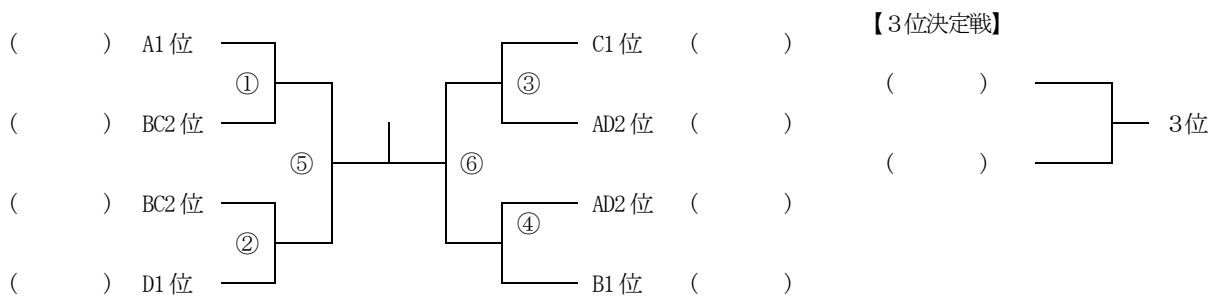 【３位決定戦】
(　　　) A1位　C1位 (　　　)
①　③　(　　　)
(　　　) BC2位　AD2位 (　　　)　３位
⑤　⑥　(　　　)
(　　　) BC2位　AD2位 (　　　)
②　④
(　　　) D1位　B1位 (　　　)